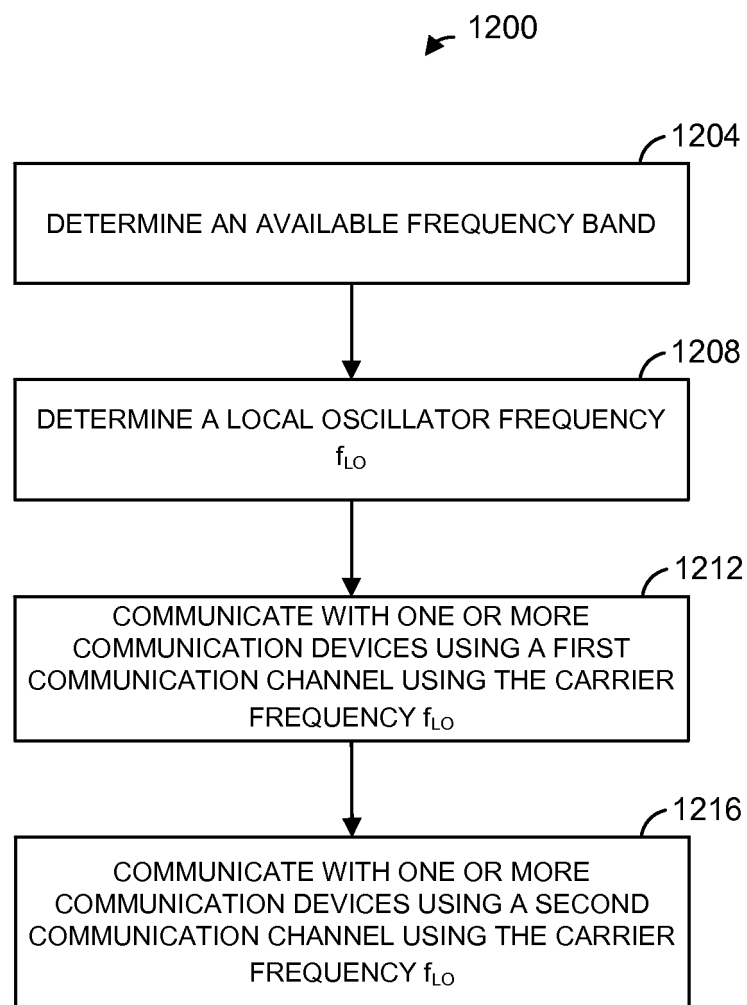 1200
1204
DETERMINE AN AVAILABLE FREQUENCY BAND
1208
DETERMINE A LOCAL OSCILLATOR FREQUENCY
fLO
1212
COMMUNICATE WITH ONE OR MORE
COMMUNICATION DEVICES USING A FIRST
COMMUNICATION CHANNEL USING THE CARRIER
FREQUENCY fLO
1216
COMMUNICATE WITH ONE OR MORE
COMMUNICATION DEVICES USING A SECOND
COMMUNICATION CHANNEL USING THE CARRIER
FREQUENCY fLO